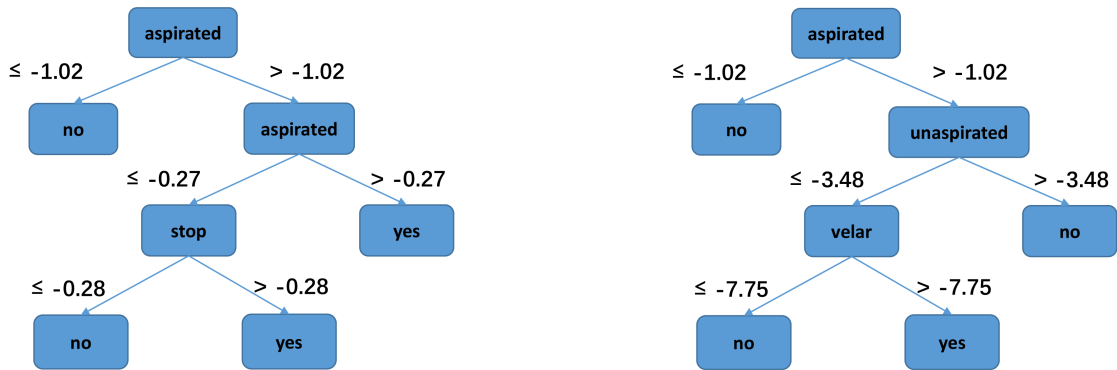 aspirated
≤ -1.02
> -1.02
no
aspirated
≤ -0.27
> -0.27
stop
yes
≤ -0.28
> -0.28
no
yes
aspirated
≤ -1.02
> -1.02
no
unaspirated
≤ -3.48
> -3.48
velar
no
≤ -7.75
> -7.75
no
yes